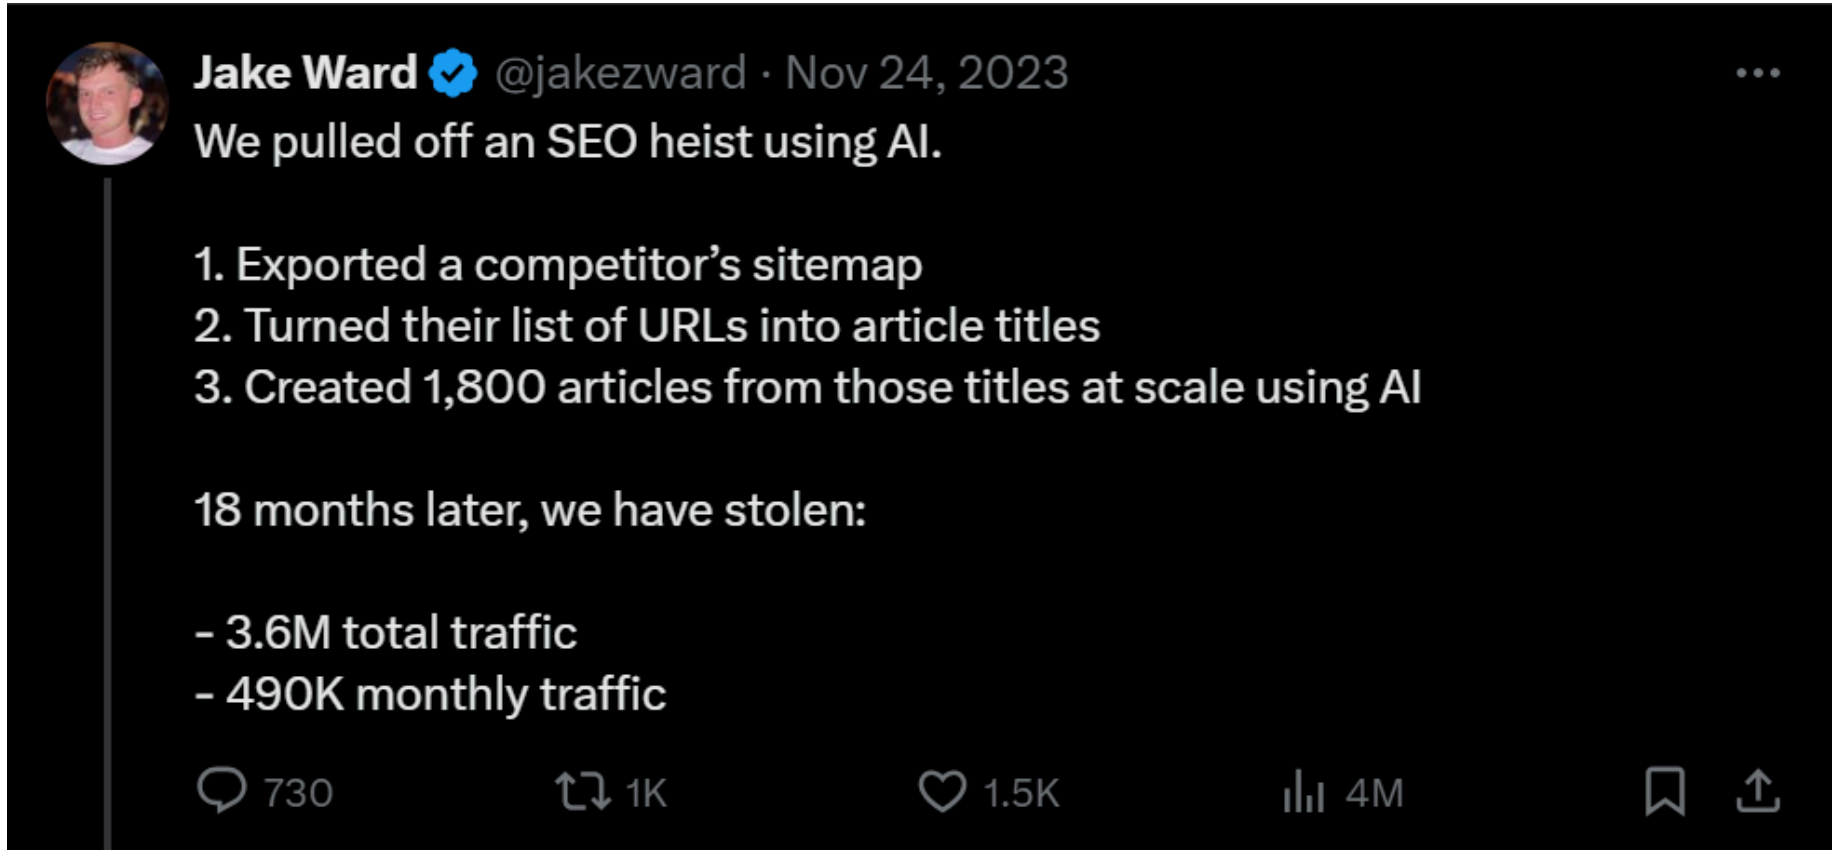 Jake Ward @jakezward · Nov 24, 2023
We pulled off an SEO heist using AI.
1. Exported a competitor’s sitemap
2. Turned their list of URLs into article titles
3. Created 1,800 articles from those titles at scale using AI
18 months later, we have stolen:
- 3.6M total traffic
- 490K monthly traffic
730 1K 1.5K 4M